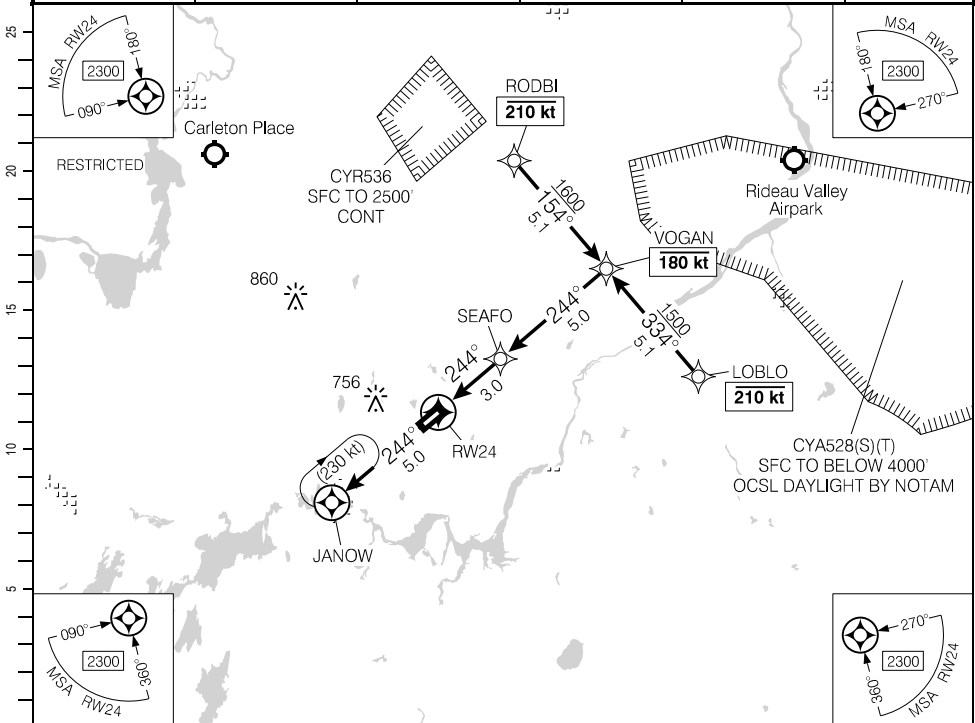 25
20
15
10
5
MSA RW24
180°
2300
090°
MSA RW24
180°
2300
270°
RODBI
210 kt
Carleton Place
RESTRICTED
CYR536
SFC TO 2500'
CONT
Rideau Valley
Airpark
1600
154°
5.1
VOGAN
180 kt
860
SEAFO
244°
5.0
1500
334°
5.1
244°
3.0
LOBLO
210 kt
756
RW24
244°
5.0
(230 kt)
JANOW
CYA528(S)(T)
SFC TO BELOW 4000'
OCSL DAYLIGHT BY NOTAM
090°
2300
360°
MSA RW24
270°
2300
360°
MSA RW24